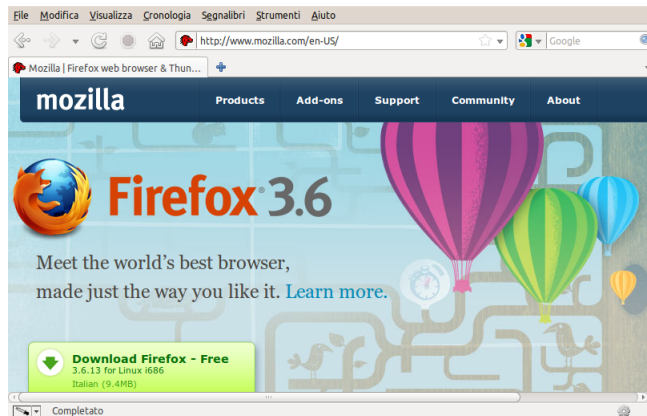 File Modifica Visualizza Cronologia Segnalibri Strumenti Aiuto
http://www.mozilla.com/en-US/ Google
Mozilla | Firefox web browser & Thun...
mozilla Products Add-ons Support Community About
Firefox® 3.6
Meet the world's best browser,
made just the way you like it. Learn more.
Download Firefox - Free
3.6.13 for Linux i686
Italian (9.4MB)
Completato